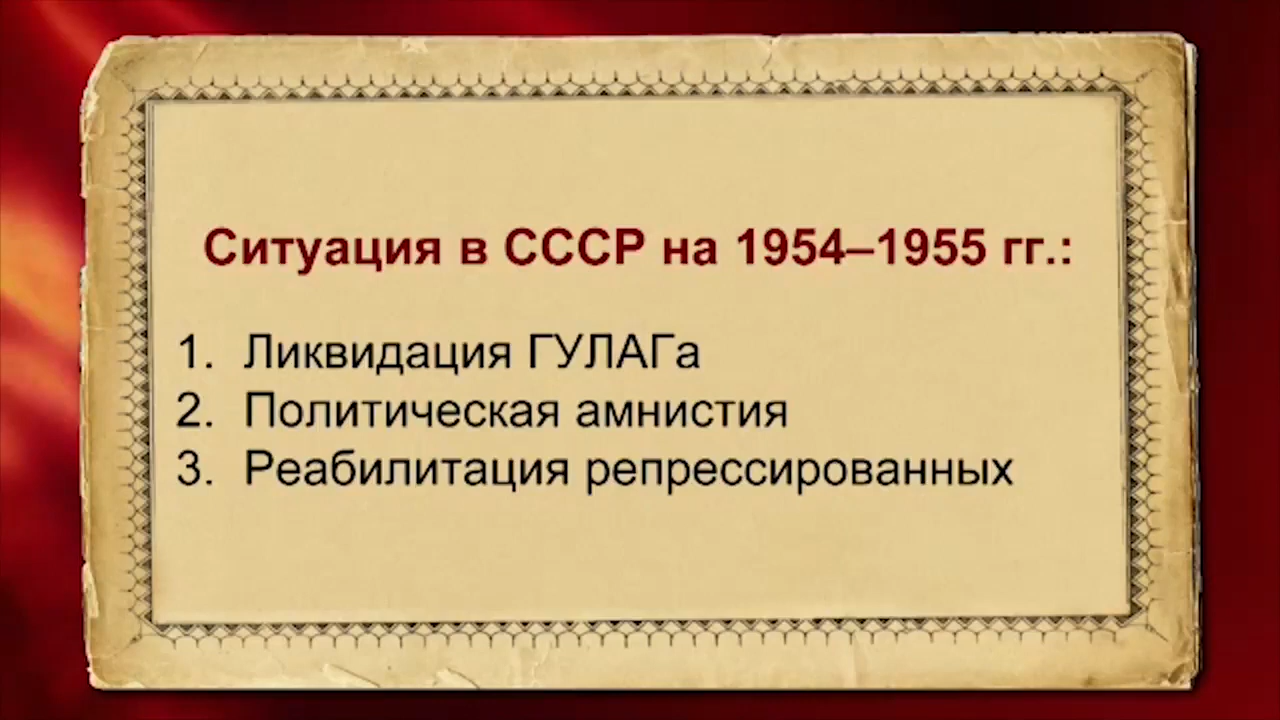 Ситуация в СССР на 1954–1955 гг.:
1. Ликвидация ГУЛАГа
2. Политическая амнистия
3. Реабилитация репрессированных